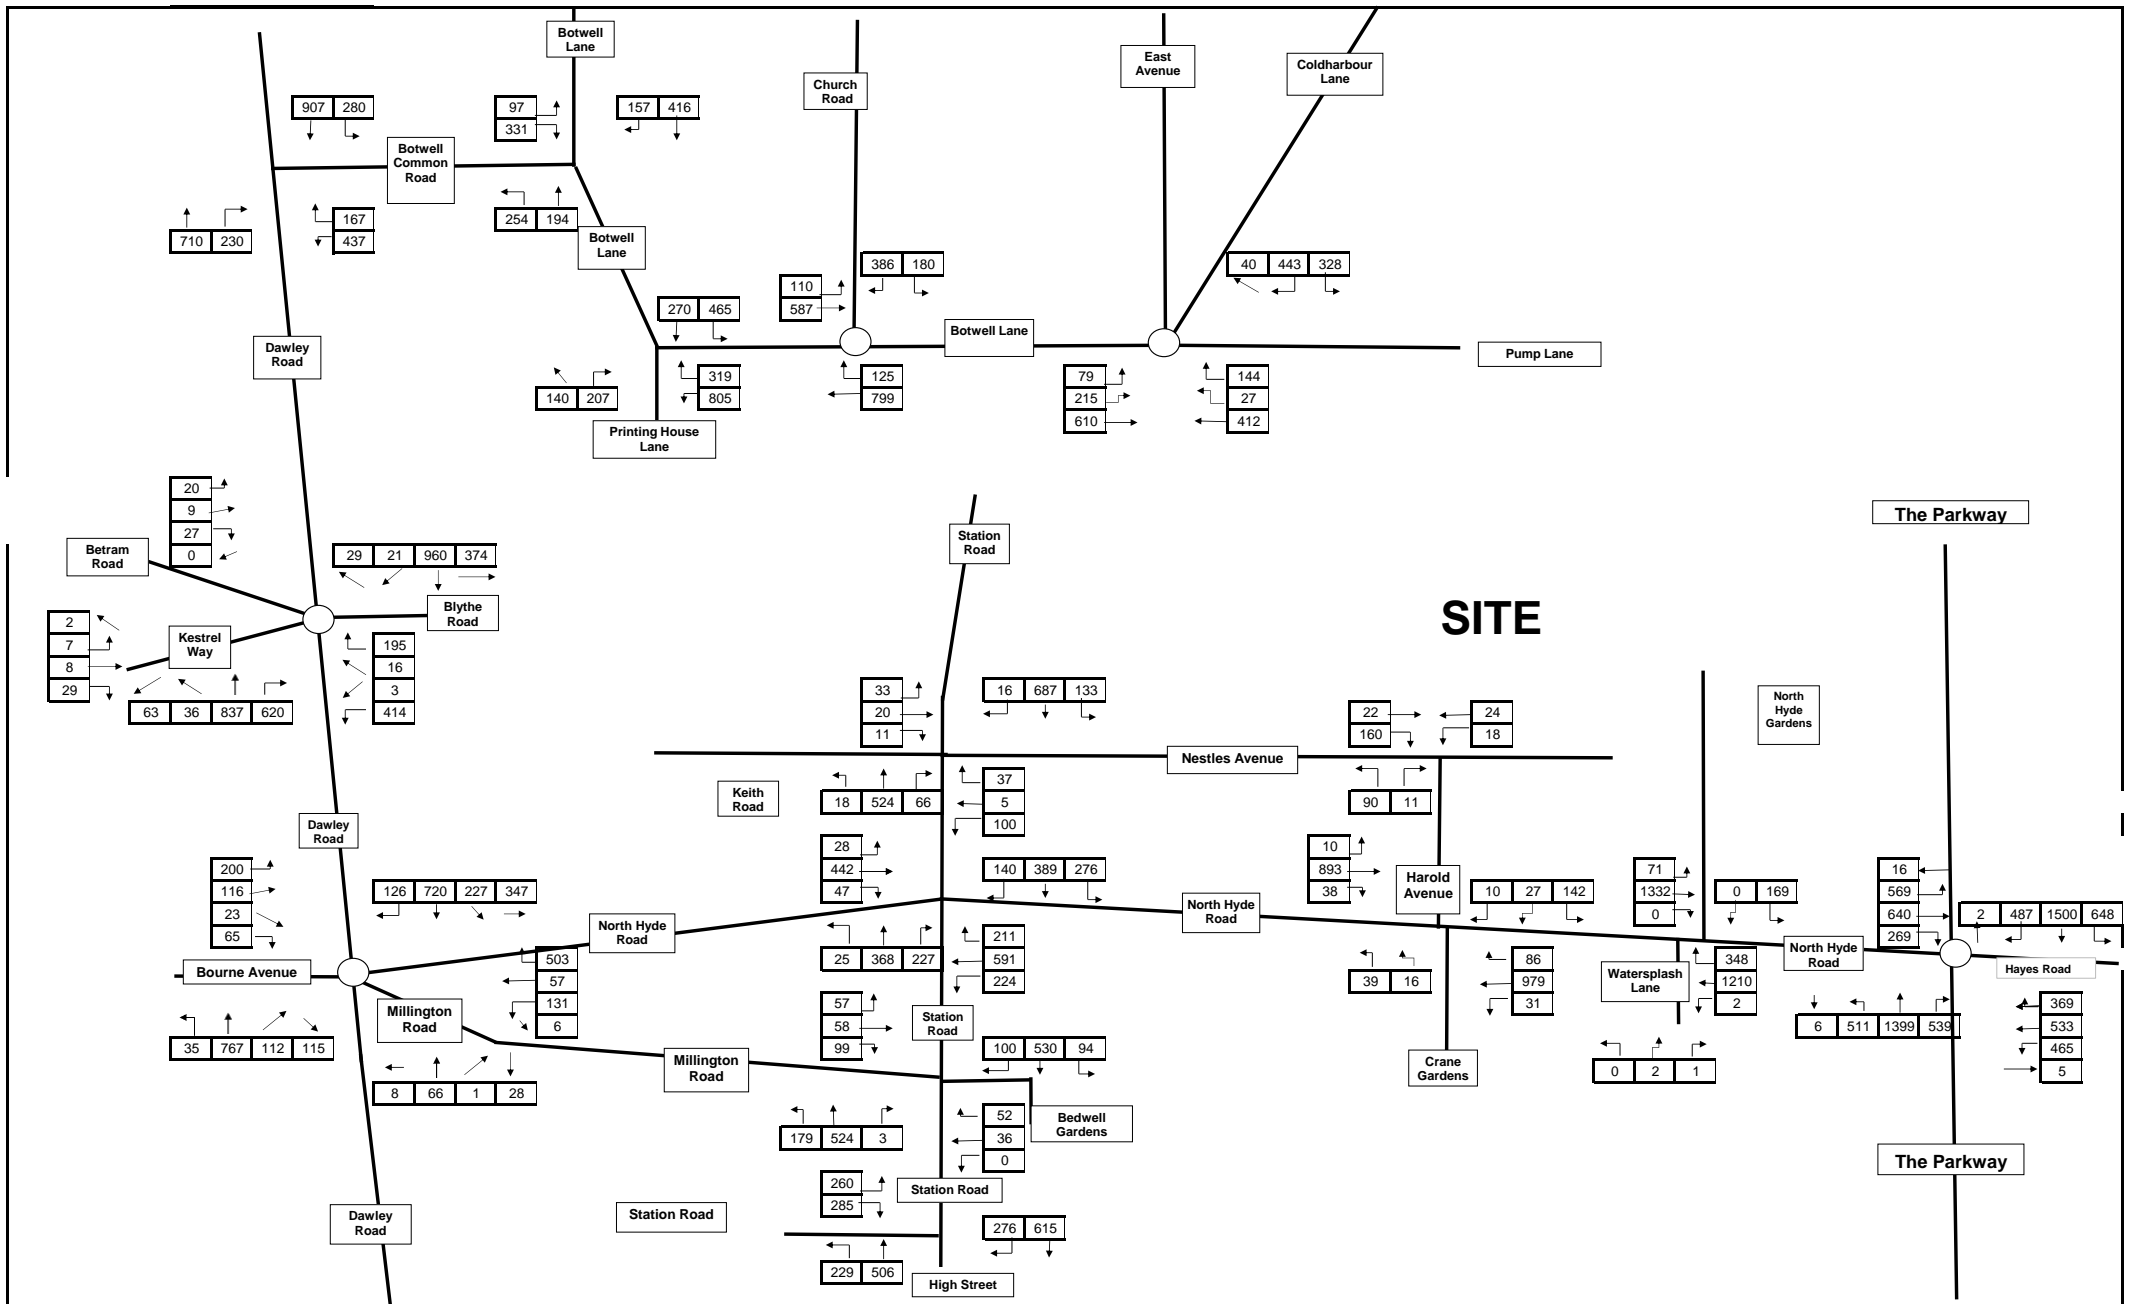 Botwell
Lane
East
Avenue
Coldharbour
Lane
Church
Road
907 280
97
331
157 416
Botwell
Common
Road
710 230
167
437
254 194
Botwell
Lane
386 180
40 443 328
110
587
270 465
Botwell Lane
Dawley
Road
Pump Lane
140 207
319
805
125
799
79
215
610
144
27
412
Printing House
Lane
20
9
27
0
The Parkway
Betram
Road
29 21 960 374
Station
Road
Blythe
Road
SITE
2
7
8
29
Kestrel
Way
195
16
3
414
63 36 837 620
33
20
11
16 687 133
22
160
24
18
North
Hyde
Gardens
Nestles Avenue
Keith
Road
18 524 66
37
5
100
90 11
Dawley
Road
28
442
47
140 389 276
10
893
38
Harold
Avenue
10 27 142
71
1332
0
0 169
16
569
640
269
2 487 1500 648
200
116
23
65
126 720 227 347
North Hyde
Road
North Hyde
Road
North Hyde
Road
Hayes Road
Bourne Avenue
503
57
131
6
25 368 227
211
591
224
39 16
86
979
31
Watersplash
Lane
348
1210
2
Millington
Road
57
58
99
Station
Road
6 511 1399 539
369
533
465
5
35 767 112 115
100 530 94
Millington
Road
Crane
Gardens
0 2 1
8 66 1 28
179 524 3
52
36
0
Bedwell
Gardens
The Parkway
260
285
Station Road
Station Road
Dawley
Road
276 615
229 506
High Street